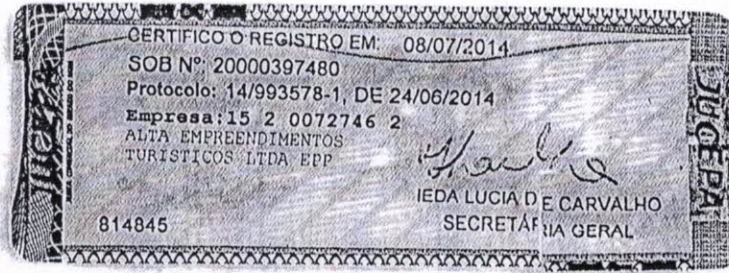 CERTIFICO O REGISTRO EM: 08/07/2014
SOB Nº: 20000397480
Protocolo: 14/993578-1, DE 24/06/2014
Empresa:15 2 0072746 2
ALTA EMPREENDIMENTOS
TURISTICOS LTDA EPP
IEDA LUCIA DE CARVALHO
SECRETÁRIA GERAL
814845
JUCEPA
JUCEPA